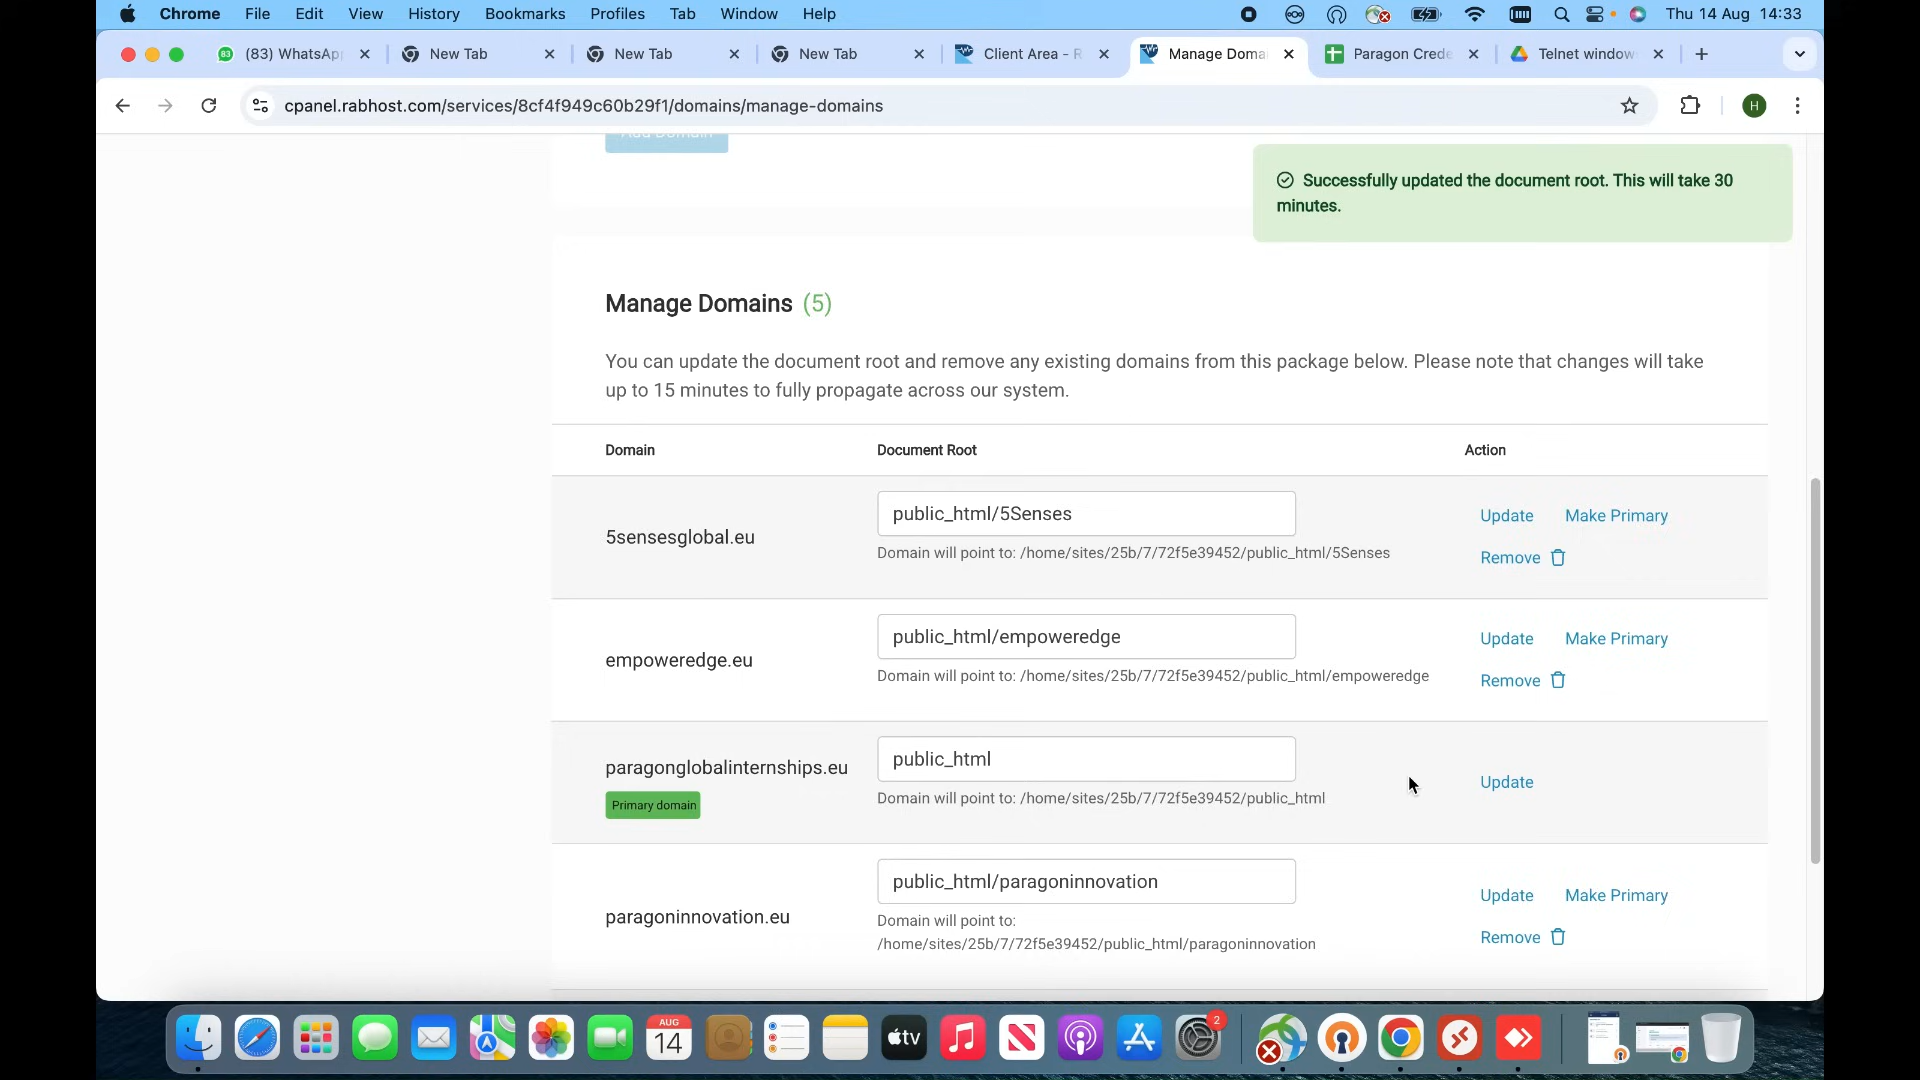 Chrome File Edit View History Bookmarks Profiles Tab Window Help Thu 14 Aug 14:33
(83) WhatsAp New Tab New Tab New Tab Client Area - R Manage Domai Paragon Crede Telnet window
cpanel.rabhost.com/services/8cf4f949c60b29f1/domains/manage-domains H
Add Domain
Successfully updated the document root. This will take 30
minutes.
Manage Domains (5)
You can update the document root and remove any existing domains from this package below. Please note that changes will take
up to 15 minutes to fully propagate across our system.
Domain Document Root Action
public_html/5Senses
Update Make Primary
5sensesglobal.eu
Domain will point to: /home/sites/25b/7/72f5e39452/public_html/5Senses
Remove
public_html/empoweredge
Update Make Primary
empoweredge.eu
Domain will point to: /home/sites/25b/7/72f5e39452/public_html/empoweredge
Remove
public_html
paragonglobalinternships.eu
Update
Domain will point to: /home/sites/25b/7/72f5e39452/public_html
Primary domain
public_html/paragoninnovation
Update Make Primary
paragoninnovation.eu
Domain will point to:
/home/sites/25b/7/72f5e39452/public_html/paragoninnovation
Remove
AUG
14
tv
2